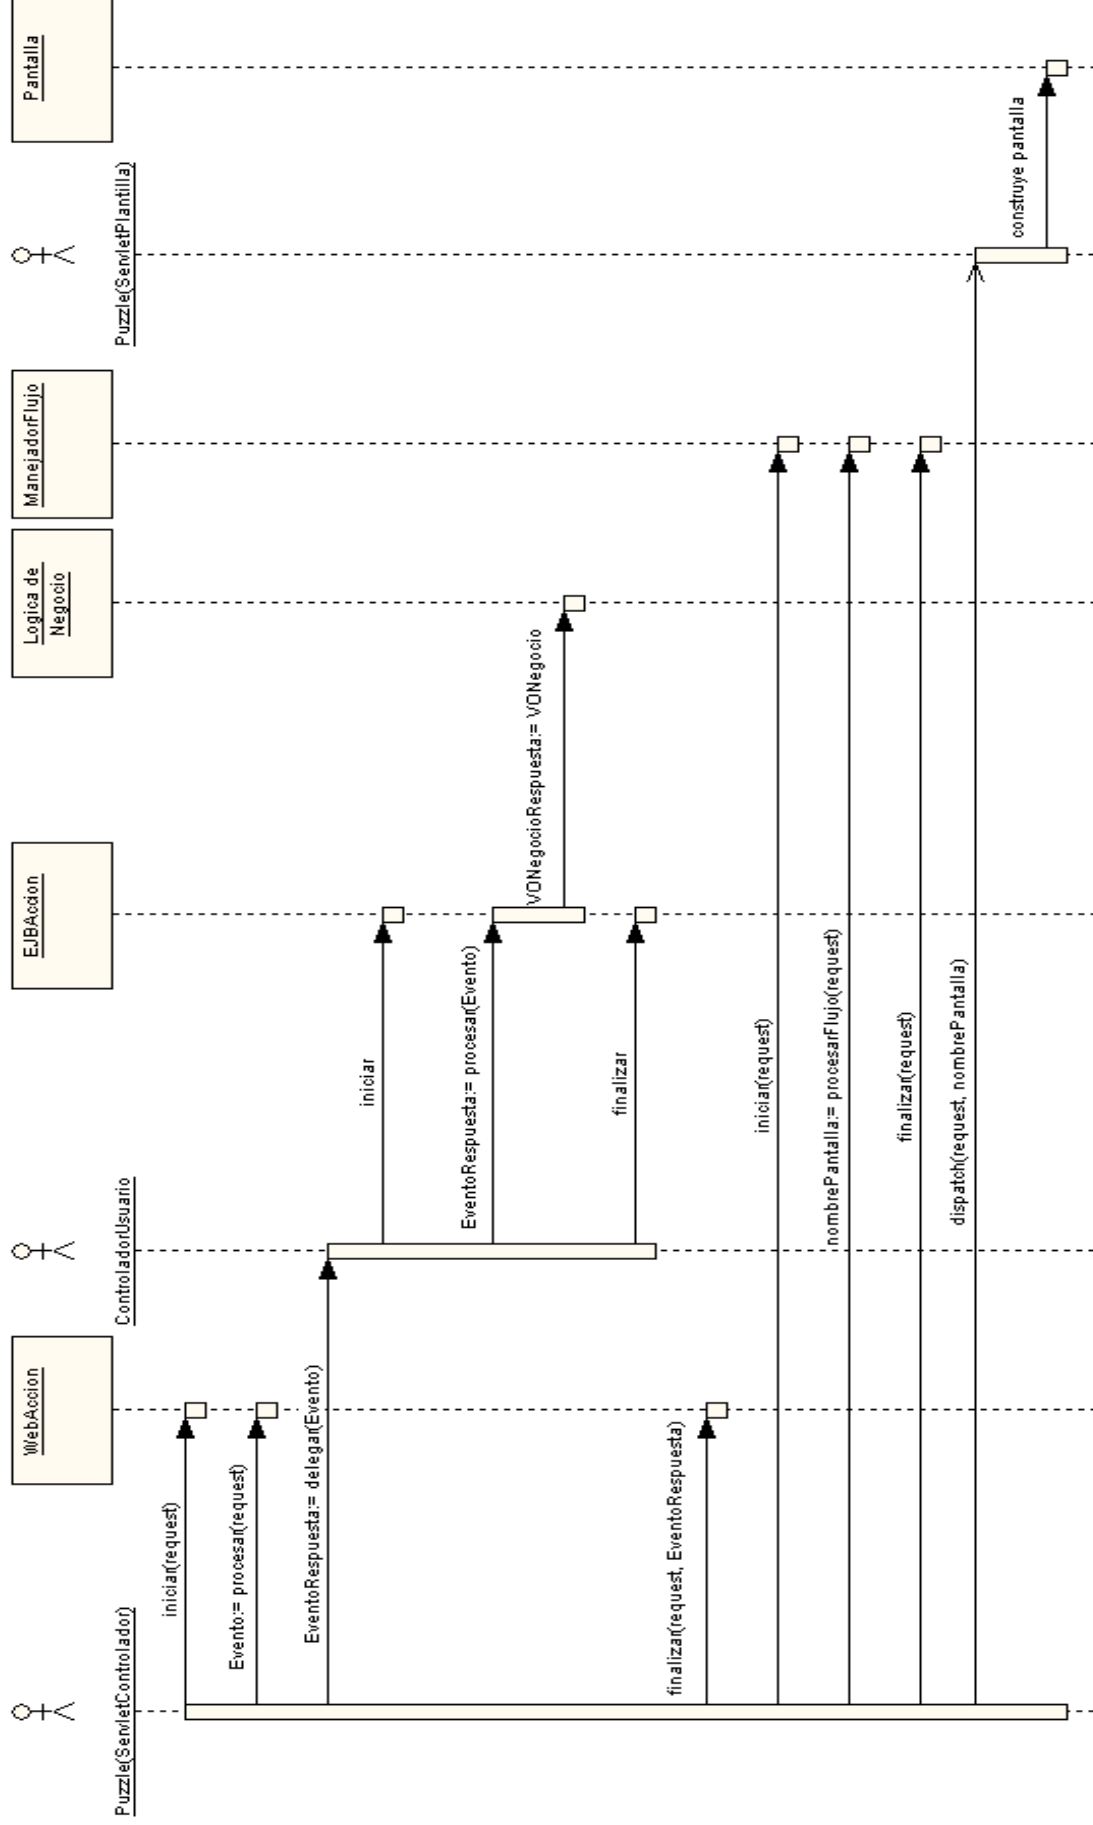 Puzzle(ServletControlador)
WebAccion
ControladorUsuario
EJBAccion
Logica de
Negocio
ManejadorFlujo
Puzzle(ServletPlantilla)
Pantalla
iniciar(request)
Evento:= procesar(request)
EventoRespuesta:= delegar(Evento)
iniciar
EventoRespuesta:= procesar(Evento)
VONegocioRespuesta:= VONegocio
finalizar
finalizar(request, EventoRespuesta)
iniciar(request)
nombrePantalla:= procesarFlujo(request)
finalizar(request)
dispatch(request, nombrePantalla)
construye pantalla